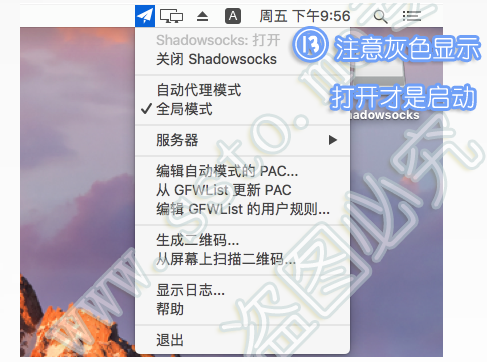 A 周五 下午9:56
Shadowsocks: 打开
⑬ 注意灰色显示
关闭 Shadowsocks
自动代理模式
打开才是启动
✓ 全局模式
hadowsocks
服务器
编辑自动模式的 PAC...
从 GFWList 更新 PAC
编辑 GFWList 的用户规则...
生成二维码...
从屏幕上扫描二维码...
显示日志...
帮助
退出
盗图必究